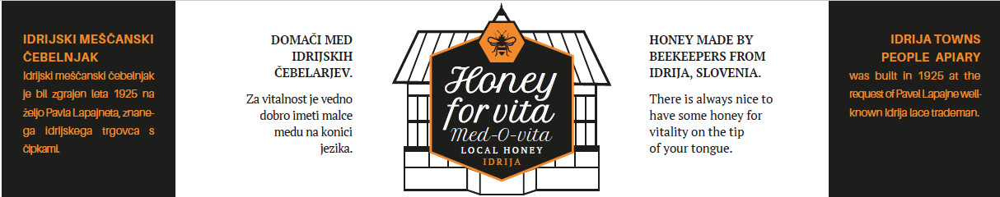 IDRIJSKI MEŠČANSKI
ČEBELNJAK
Idrijski meščanski čebelnjak
je bil zgrajen leta 1925 na
željo Pavla Lapajneta, znane-
ga idrijskega trgovca s
čipkami.
DOMAČI MED
IDRIJSKIH
ČEBELARJEV.
Za vitalnost je vedno
dobro imeti malce
medu na konici
jezika.
Honey
for vita
Med-O-vita
LOCAL HONEY
IDRIJA
HONEY MADE BY
BEEKEEPERS FROM
IDRIJA, SLOVENIA.
There is always nice to
have some honey for
vitality on the tip
of your tongue.
IDRIJA TOWNS
PEOPLE APIARY
was built in 1925 at the
request of Pavel Lapajne well-
known Idrija lace trademan.